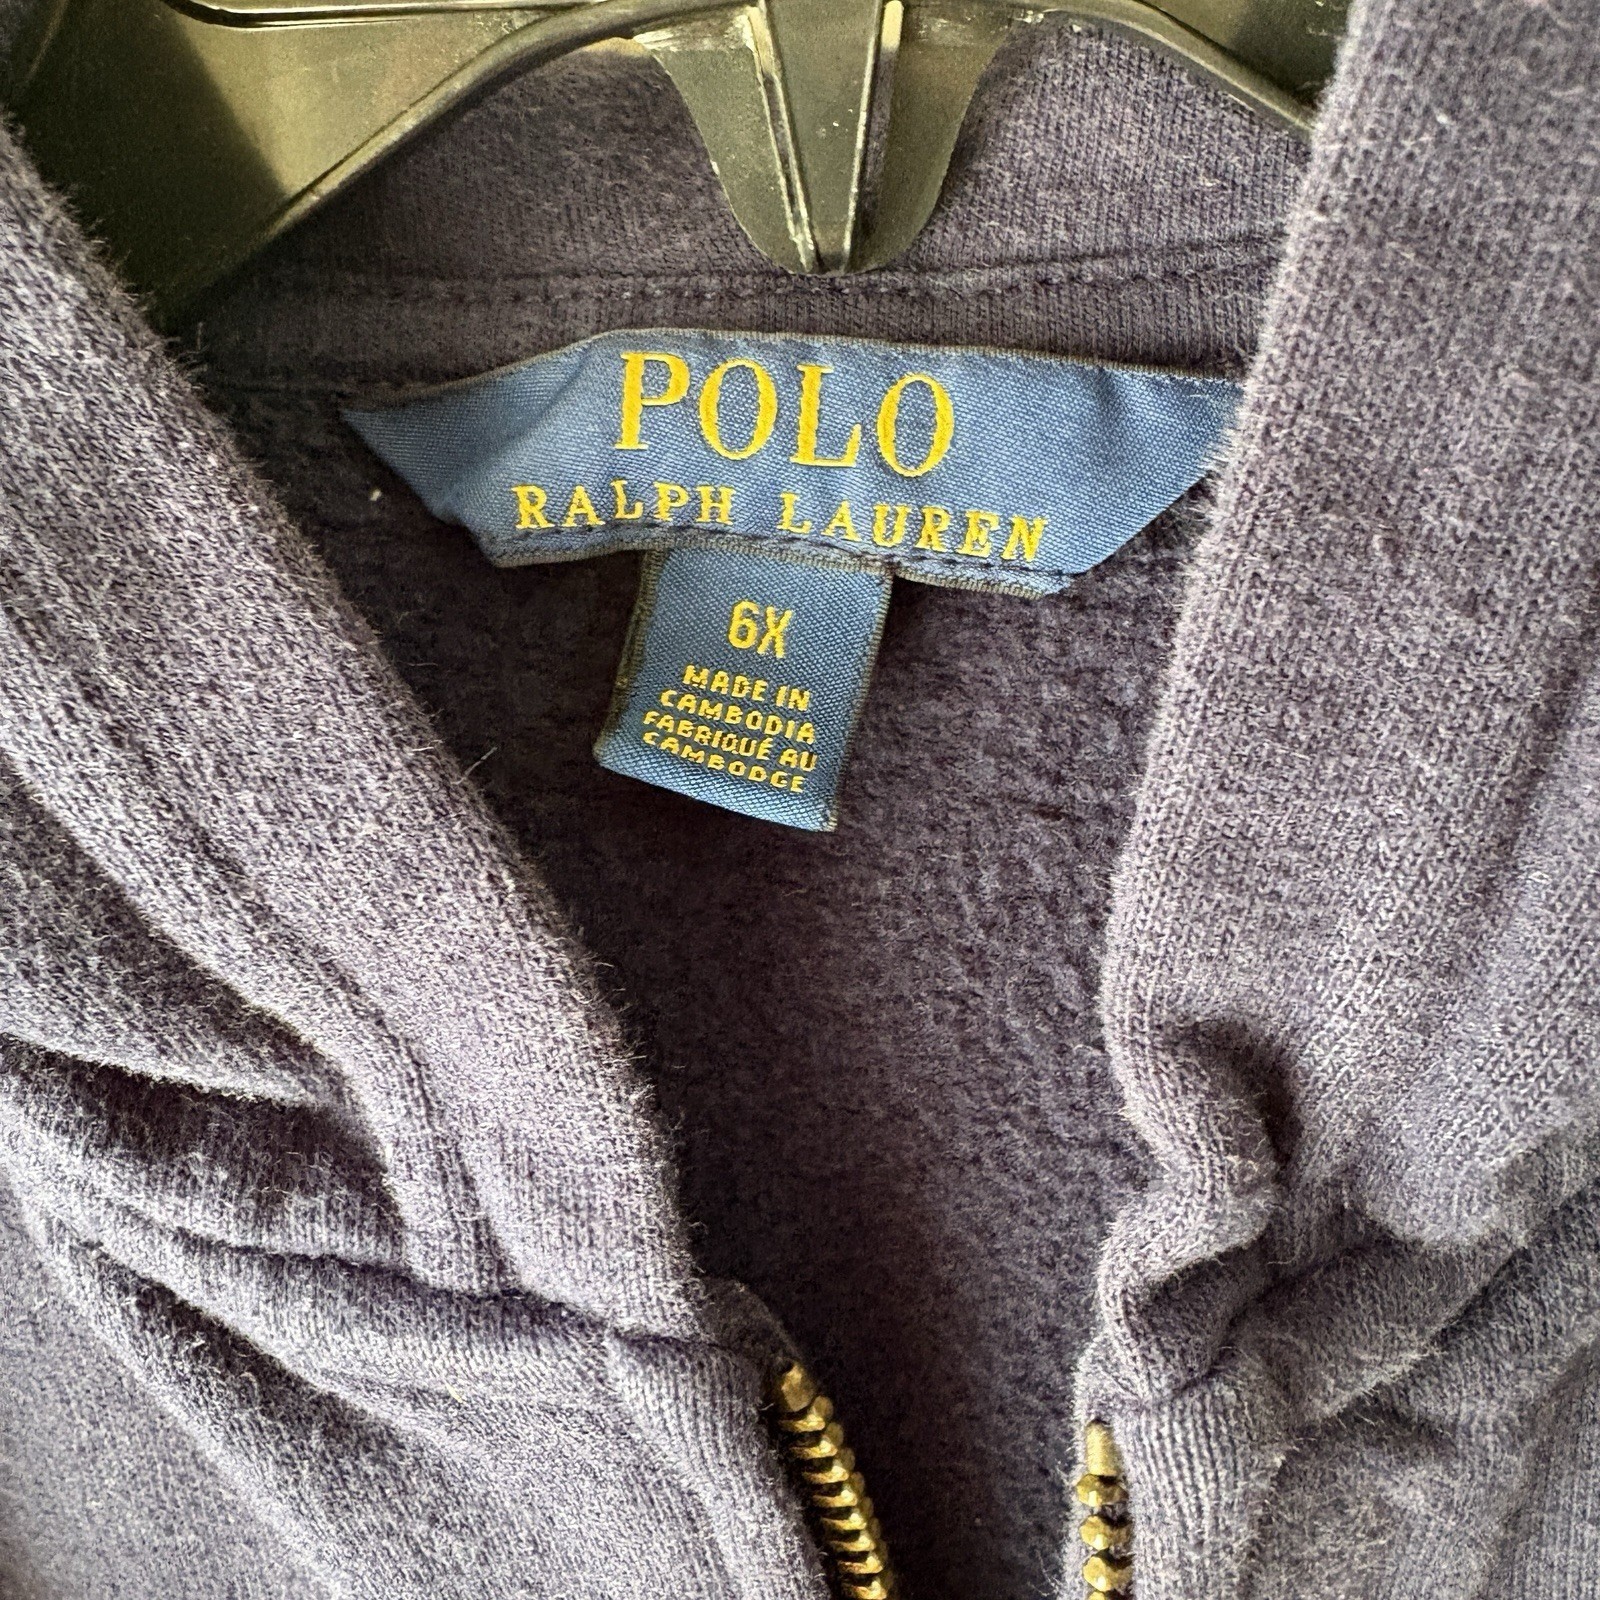 POLO
RALPH LAUREN
6X
MADE IN
CAMBODIA
FABRIQUÉ AU
CAMBODGE